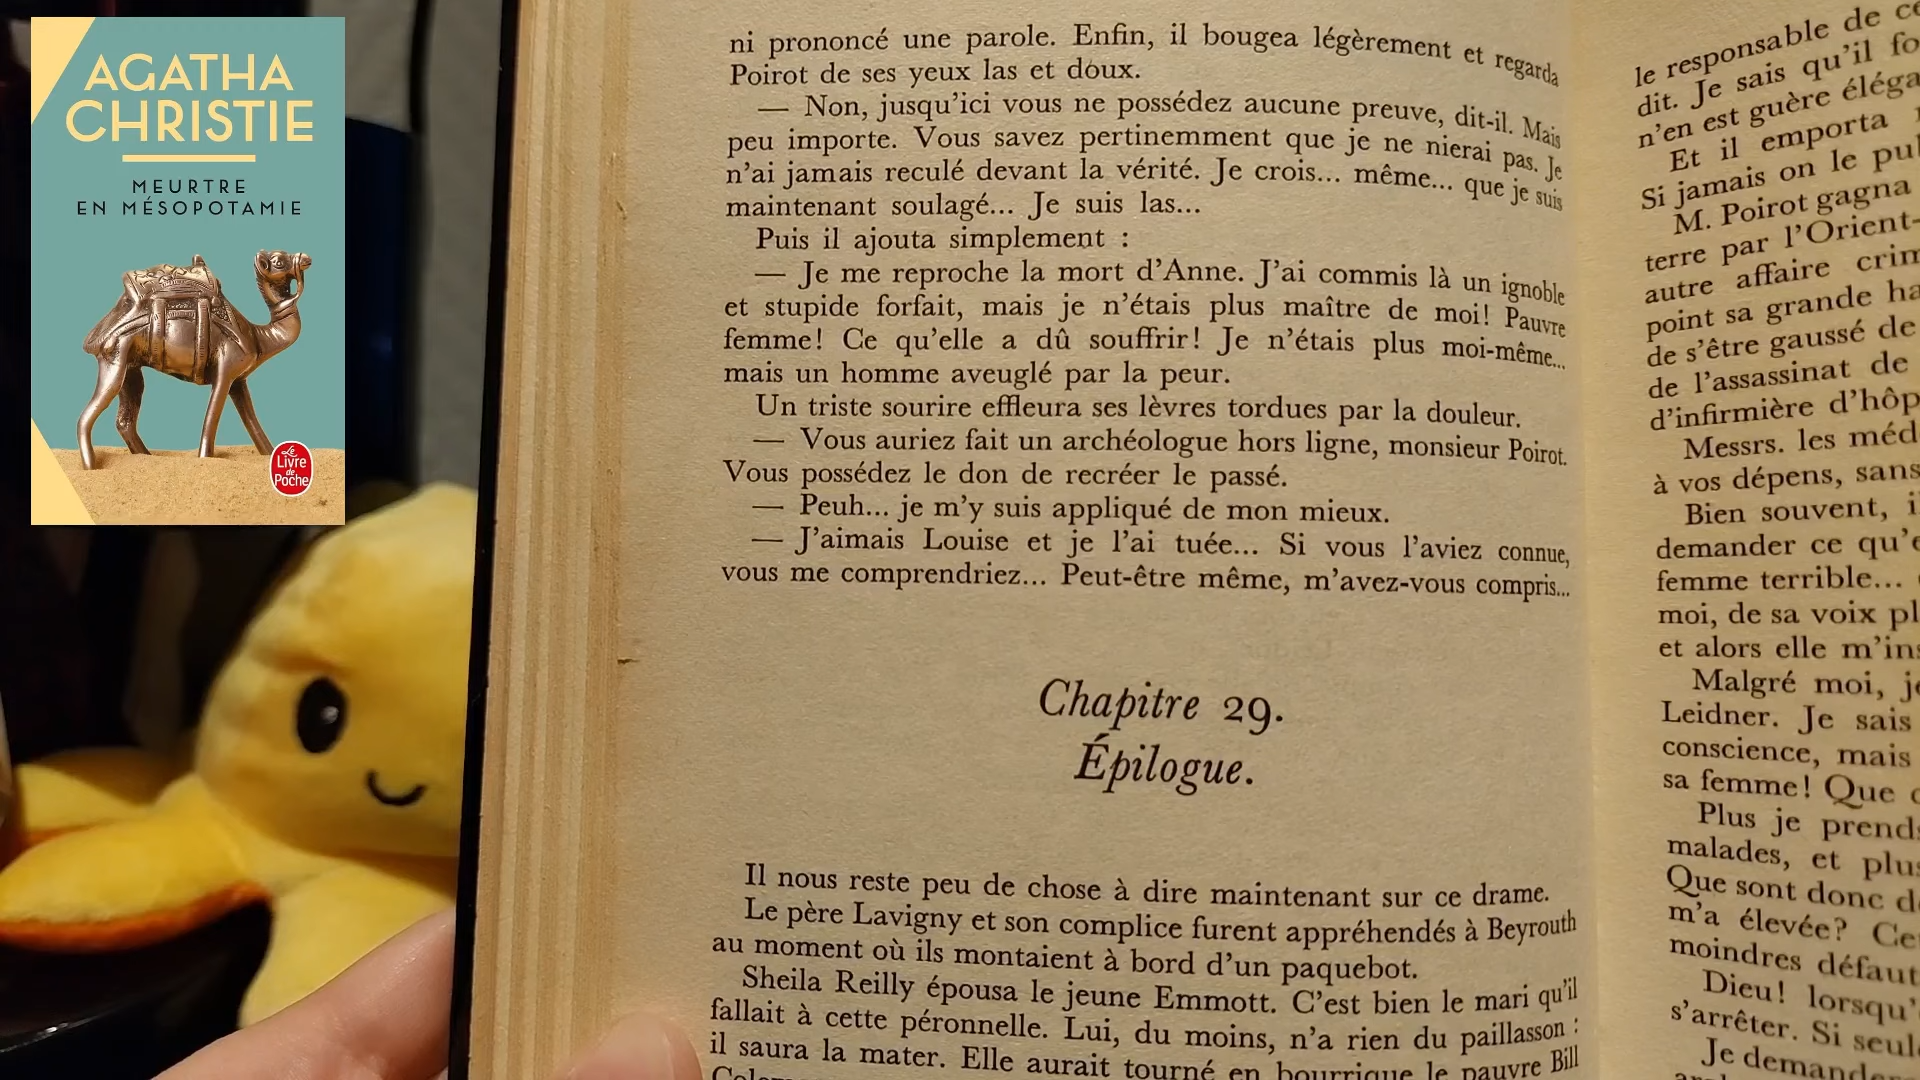 AGATHA
CHRISTIE
MEURTRE
EN MÉSOPOTAMIE
Le
Livre
de
Poche
ni prononcé une parole. Enfin, il bougea légèrement et regarda
Poirot de ses yeux las et doux.
— Non, jusqu'ici vous ne possédez aucune preuve, dit-il. Mais
peu importe. Vous savez pertinemment que je ne nierai pas. Je
n'ai jamais reculé devant la vérité. Je crois... même... que je suis
maintenant soulagé... Je suis las...
Puis il ajouta simplement :
— Je me reproche la mort d'Anne. J'ai commis là un ignoble
et stupide forfait, mais je n'étais plus maître de moi! Pauvre
femme! Ce qu'elle a dû souffrir! Je n'étais plus moi-même...
mais un homme aveuglé par la peur.
Un triste sourire effleura ses lèvres tordues par la douleur.
— Vous auriez fait un archéologue hors ligne, monsieur Poirot.
Vous possédez le don de recréer le passé.
— Peuh... je m'y suis appliqué de mon mieux.
— J'aimais Louise et je l'ai tuée... Si vous l'aviez connue,
vous me comprendriez... Peut-être même, m'avez-vous compris...
Chapitre 29.
Épilogue.
Il nous reste peu de chose à dire maintenant sur ce drame.
Le père Lavigny et son complice furent appréhendés à Beyrouth
au moment où ils montaient à bord d'un paquebot.
Sheila Reilly épousa le jeune Emmott. C'est bien le mari qu'il
fallait à cette péronnelle. Lui, du moins, n'a rien du paillasson :
il saura la mater. Elle aurait tourné en bourrique le pauvre Bill
le responsable de
dit. Je sais qu'il
n'en est guère
Et il emporta
Si jamais on le
M. Poirot gagna
terre par l'Orient-
autre affaire
point sa grande
de s'être gaussé de
de l'assassinat de
d'infirmière
Messrs. les
à vos dépens, sans
Bien souvent,
demander ce
femme terrible...
moi, de sa voix
et alors elle
Malgré moi,
Leidner. Je sais
conscience, mais
sa femme! Que
Plus je
malades, et
Que sont donc
m'a élevée?
moindres
Dieu!
s'arrêter. Si
Je